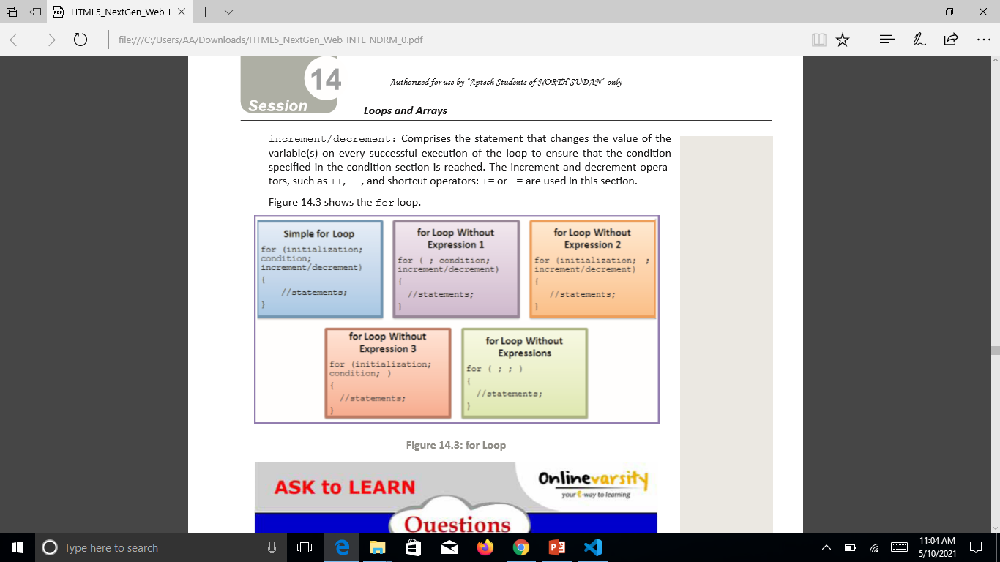 HTML5_NextGen_Web-I
file:///C:/Users/AA/Downloads/HTML5_NextGen_Web-INTL-NDRM_0.pdf
14
Session
Authorized for use by "Aptech Students of NORTH SUDAN" only
Loops and Arrays
increment/decrement: Comprises the statement that changes the value of the
variable(s) on every successful execution of the loop to ensure that the condition
specified in the condition section is reached. The increment and decrement opera-
tors, such as ++, --, and shortcut operators: += or -= are used in this section.
Figure 14.3 shows the for loop.
Simple for Loop
for (initialization;
condition;
increment/decrement)
{
//statements;
}
for Loop Without
Expression 1
for ( ; condition;
increment/decrement)
{
//statements;
}
for Loop Without
Expression 2
for (initialization; ;
increment/decrement)
{
//statements;
}
for Loop Without
Expression 3
for (initialization;
condition; )
{
//statements;
}
for Loop Without
Expressions
for ( ; ; )
{
//statements;
}
Figure 14.3: for Loop
ASK to LEARN
Onlinevarsity
your e-way to learning
Questions
Type here to search
11:04 AM
5/10/2021